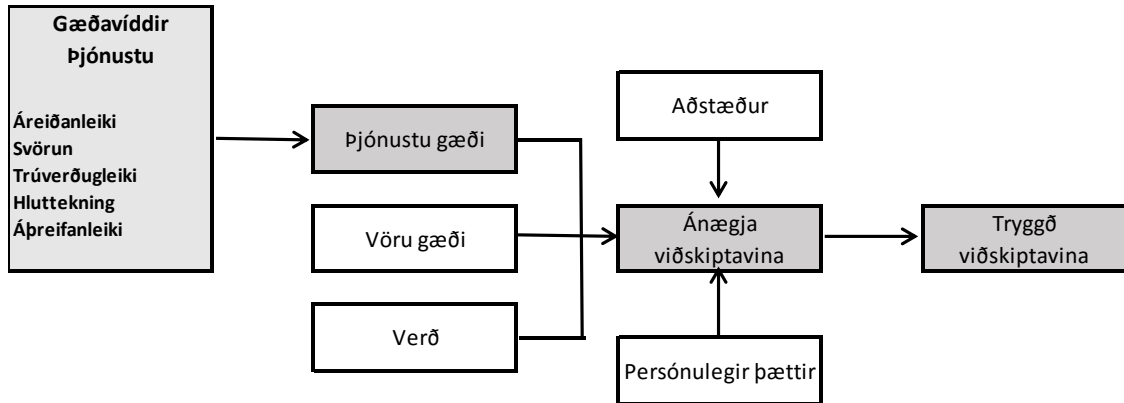 Gæðavíddir
Þjónustu
Áreiðanleiki
Svörun
Trúverðugleiki
Hluttekning
Áþreifanleiki
Þjónustu gæði
Vöru gæði
Verð
Aðstæður
Ánægja
viðskiptavina
Persónulegir þættir
Tryggð
viðskiptavina